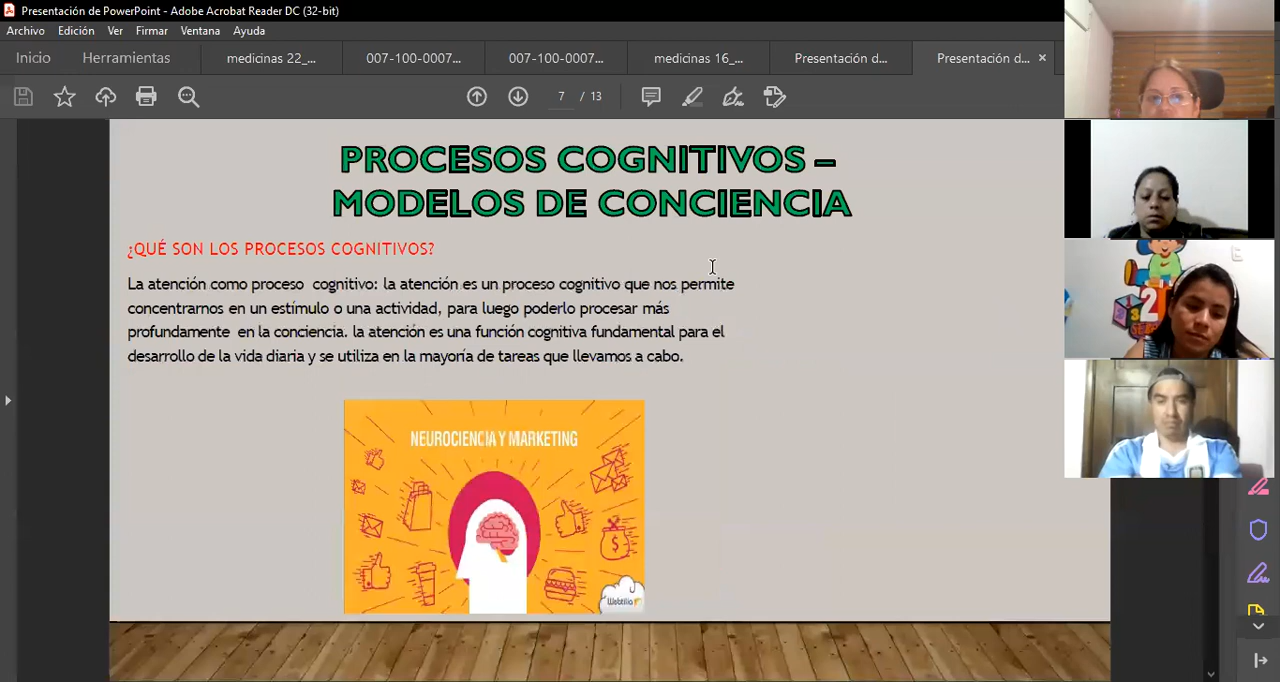 Presentación de PowerPoint - Adobe Acrobat Reader DC (32-bit)
Archivo Edición Ver Firmar Ventana Ayuda
Inicio Herramientas medicinas 22_... 007-100-0007... 007-100-0007... medicinas 16_... Presentación d... Presentación d... ×
7 / 13
PROCESOS COGNITIVOS –
MODELOS DE CONCIENCIA
¿QUÉ SON LOS PROCESOS COGNITIVOS?
La atención como proceso cognitivo: la atención es un proceso cognitivo que nos permite
concentrarnos en un estímulo o una actividad, para luego poderlo procesar más
profundamente en la conciencia. la atención es una función cognitiva fundamental para el
desarrollo de la vida diaria y se utiliza en la mayoría de tareas que llevamos a cabo.
NEUROCIENCIA Y MARKETING
$
Webtilia
2
1
3